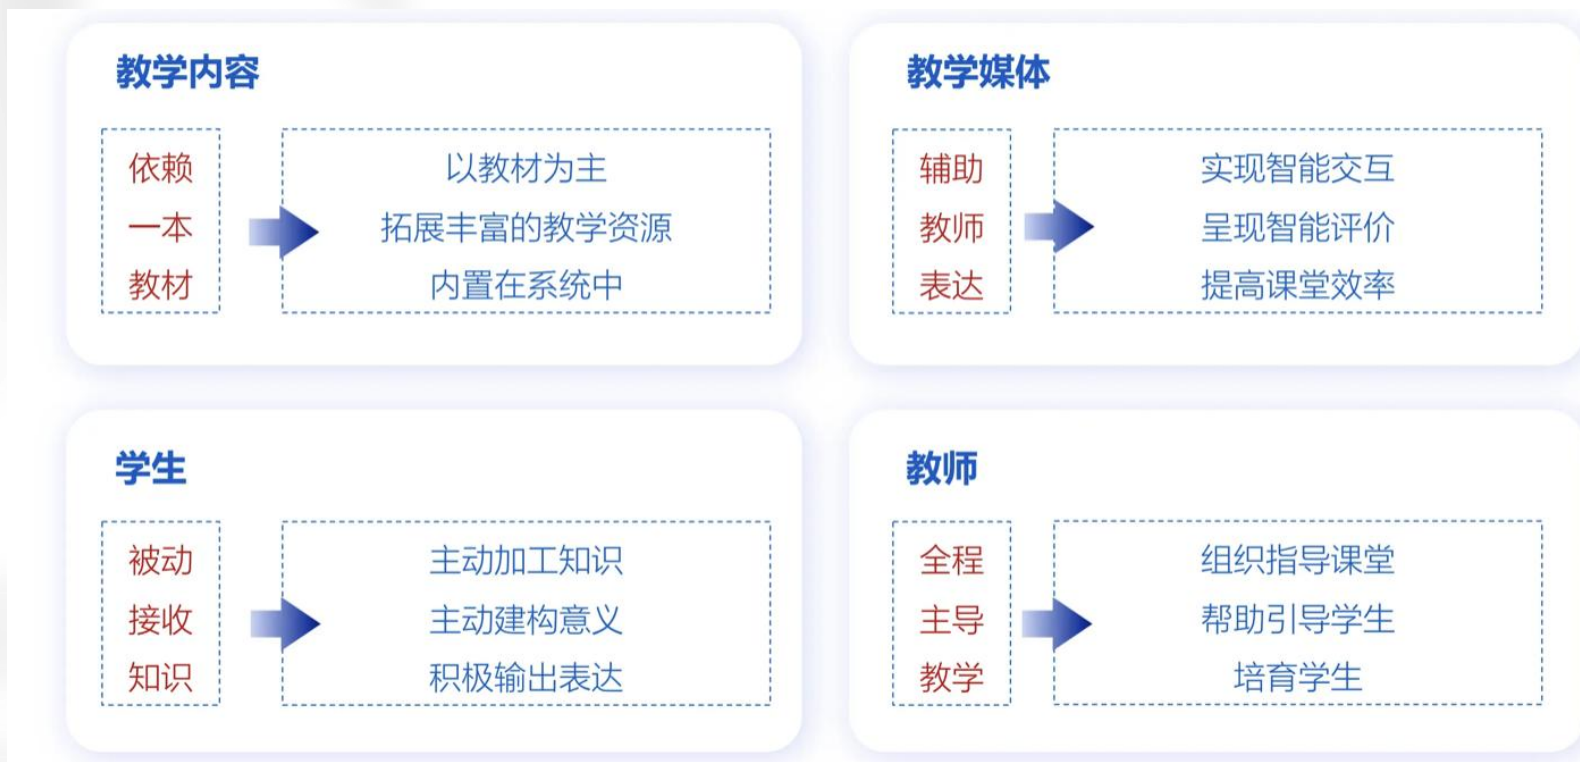 教学内容
依赖
一本
教材
以教材为主
拓展丰富的教学资源
内置在系统中
教学媒体
辅助
教师
表达
实现智能交互
呈现智能评价
提高课堂效率
学生
被动
接收
知识
主动加工知识
主动建构意义
积极输出表达
教师
全程
主导
教学
组织指导课堂
帮助引导学生
培育学生